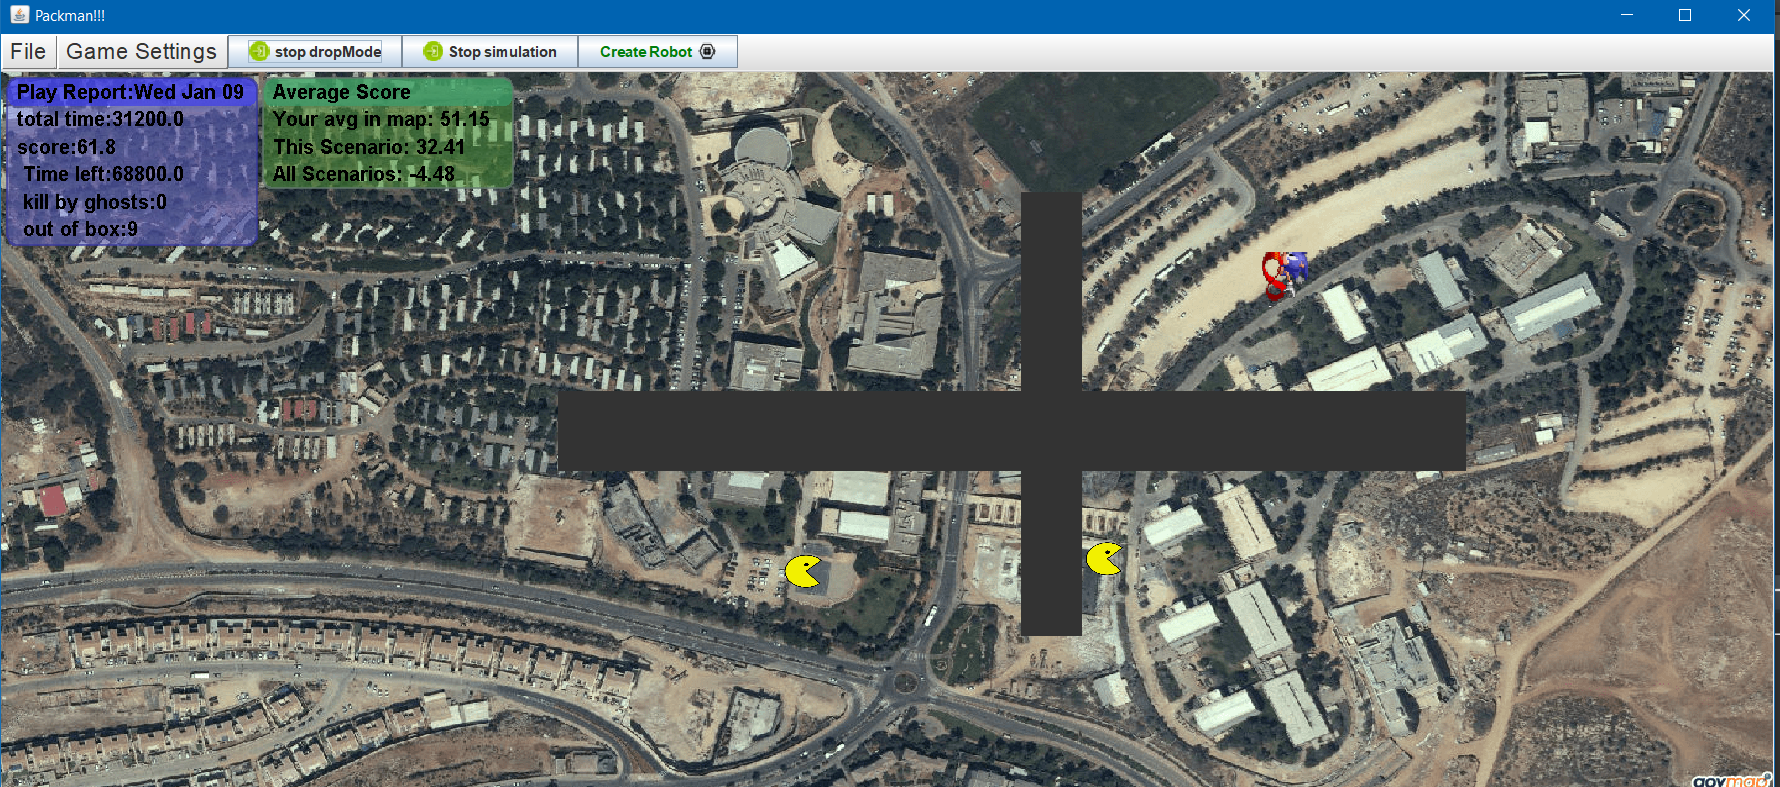 Packman!!!
File Game Settings stop dropMode Stop simulation Create Robot
Play Report:Wed Jan 09
total time:31200.0
score:61.8
Time left:68800.0
kill by ghosts:0
out of box:9
Average Score
Your avg in map: 51.15
This Scenario: 32.41
All Scenarios: -4.48
govmap